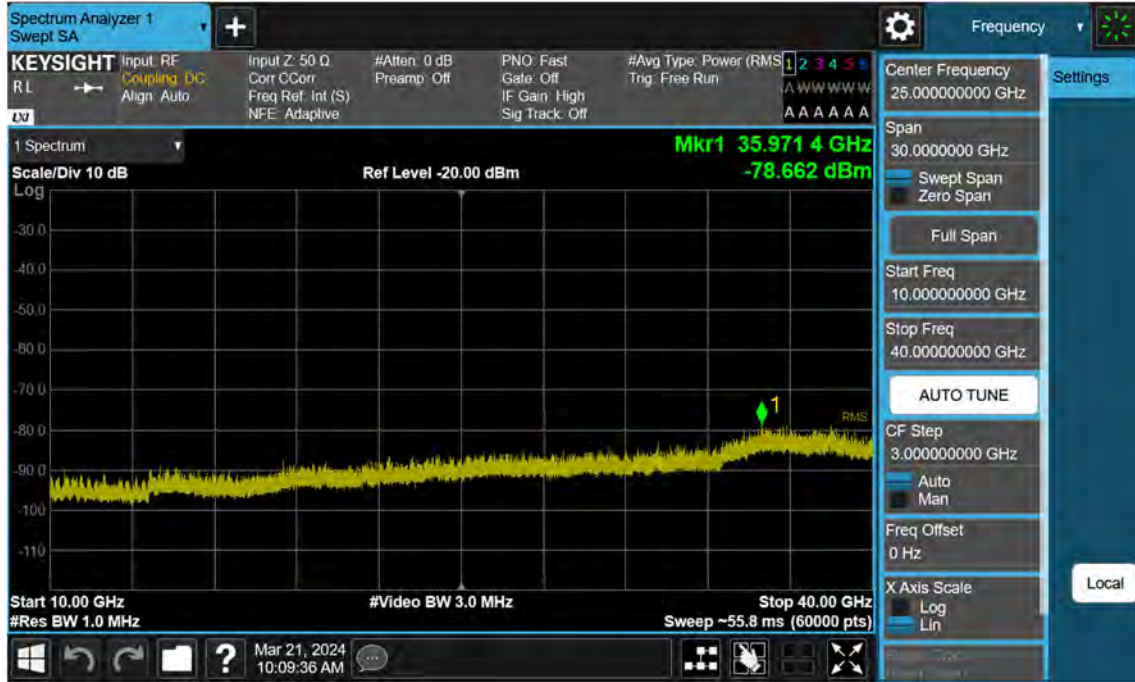 Spectrum Analyzer 1
Swept SA
Frequency
KEYSIGHT
RL
LXI
Input: RF
Coupling: DC
Align: Auto
Input Z: 50 Ω
Corr CCorr
Freq Ref: Int (S)
NFE: Adaptive
#Atten: 0 dB
Preamp: Off
PNO: Fast
Gate: Off
IF Gain: High
Sig Track: Off
#Avg Type: Power (RMS
Trig: Free Run
1 2 3 4 5 6
A W W W W W
A A A A A A
1 Spectrum
Scale/Div 10 dB
Ref Level -20.00 dBm
Mkr1 35.971 4 GHz
-78.662 dBm
Log
-30.0
-40.0
-50.0
-60.0
-70.0
-80.0
-90.0
-100
-110
1
RMS
Start 10.00 GHz
#Video BW 3.0 MHz
Stop 40.00 GHz
#Res BW 1.0 MHz
Sweep ~55.8 ms (60000 pts)
Center Frequency
25.000000000 GHz
Settings
Span
30.0000000 GHz
Swept Span
Zero Span
Full Span
Start Freq
10.000000000 GHz
Stop Freq
40.000000000 GHz
AUTO TUNE
CF Step
3.000000000 GHz
Auto
Man
Freq Offset
0 Hz
X Axis Scale
Log
Lin
Local
?
Mar 21, 2024
10:09:36 AM